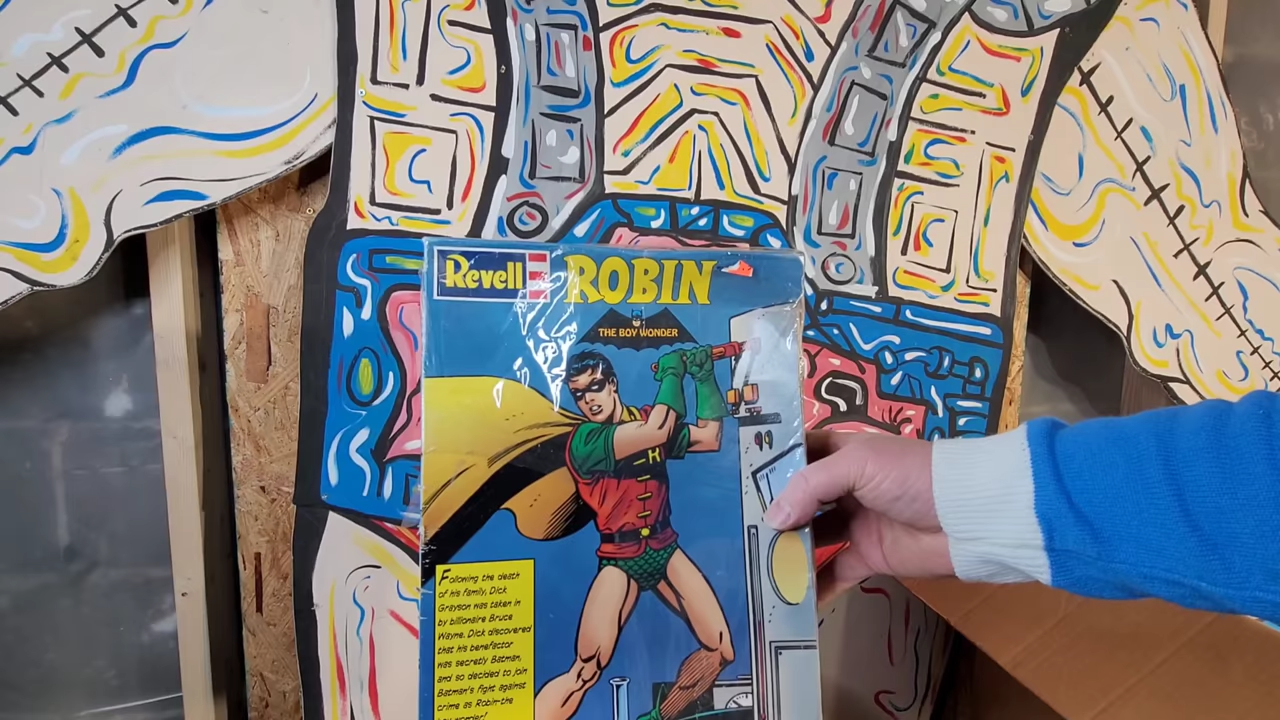 Revell ROBIN
THE BOY WONDER
R
Following the death
of his family, Dick
Grayson was taken in
by billionaire Bruce
Wayne. Dick discovered
that his benefactor
was secretly Batman,
and so decided to join
Batman's fight against
crime as Robin-the
boy wonder!